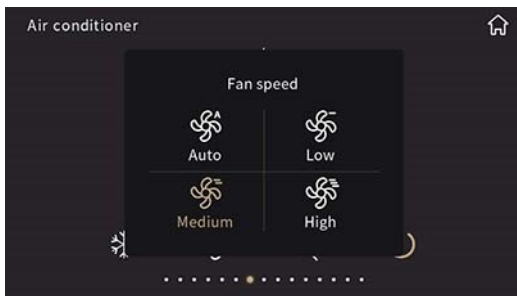 Air conditioner
Fan speed
Auto
Low
Medium
High